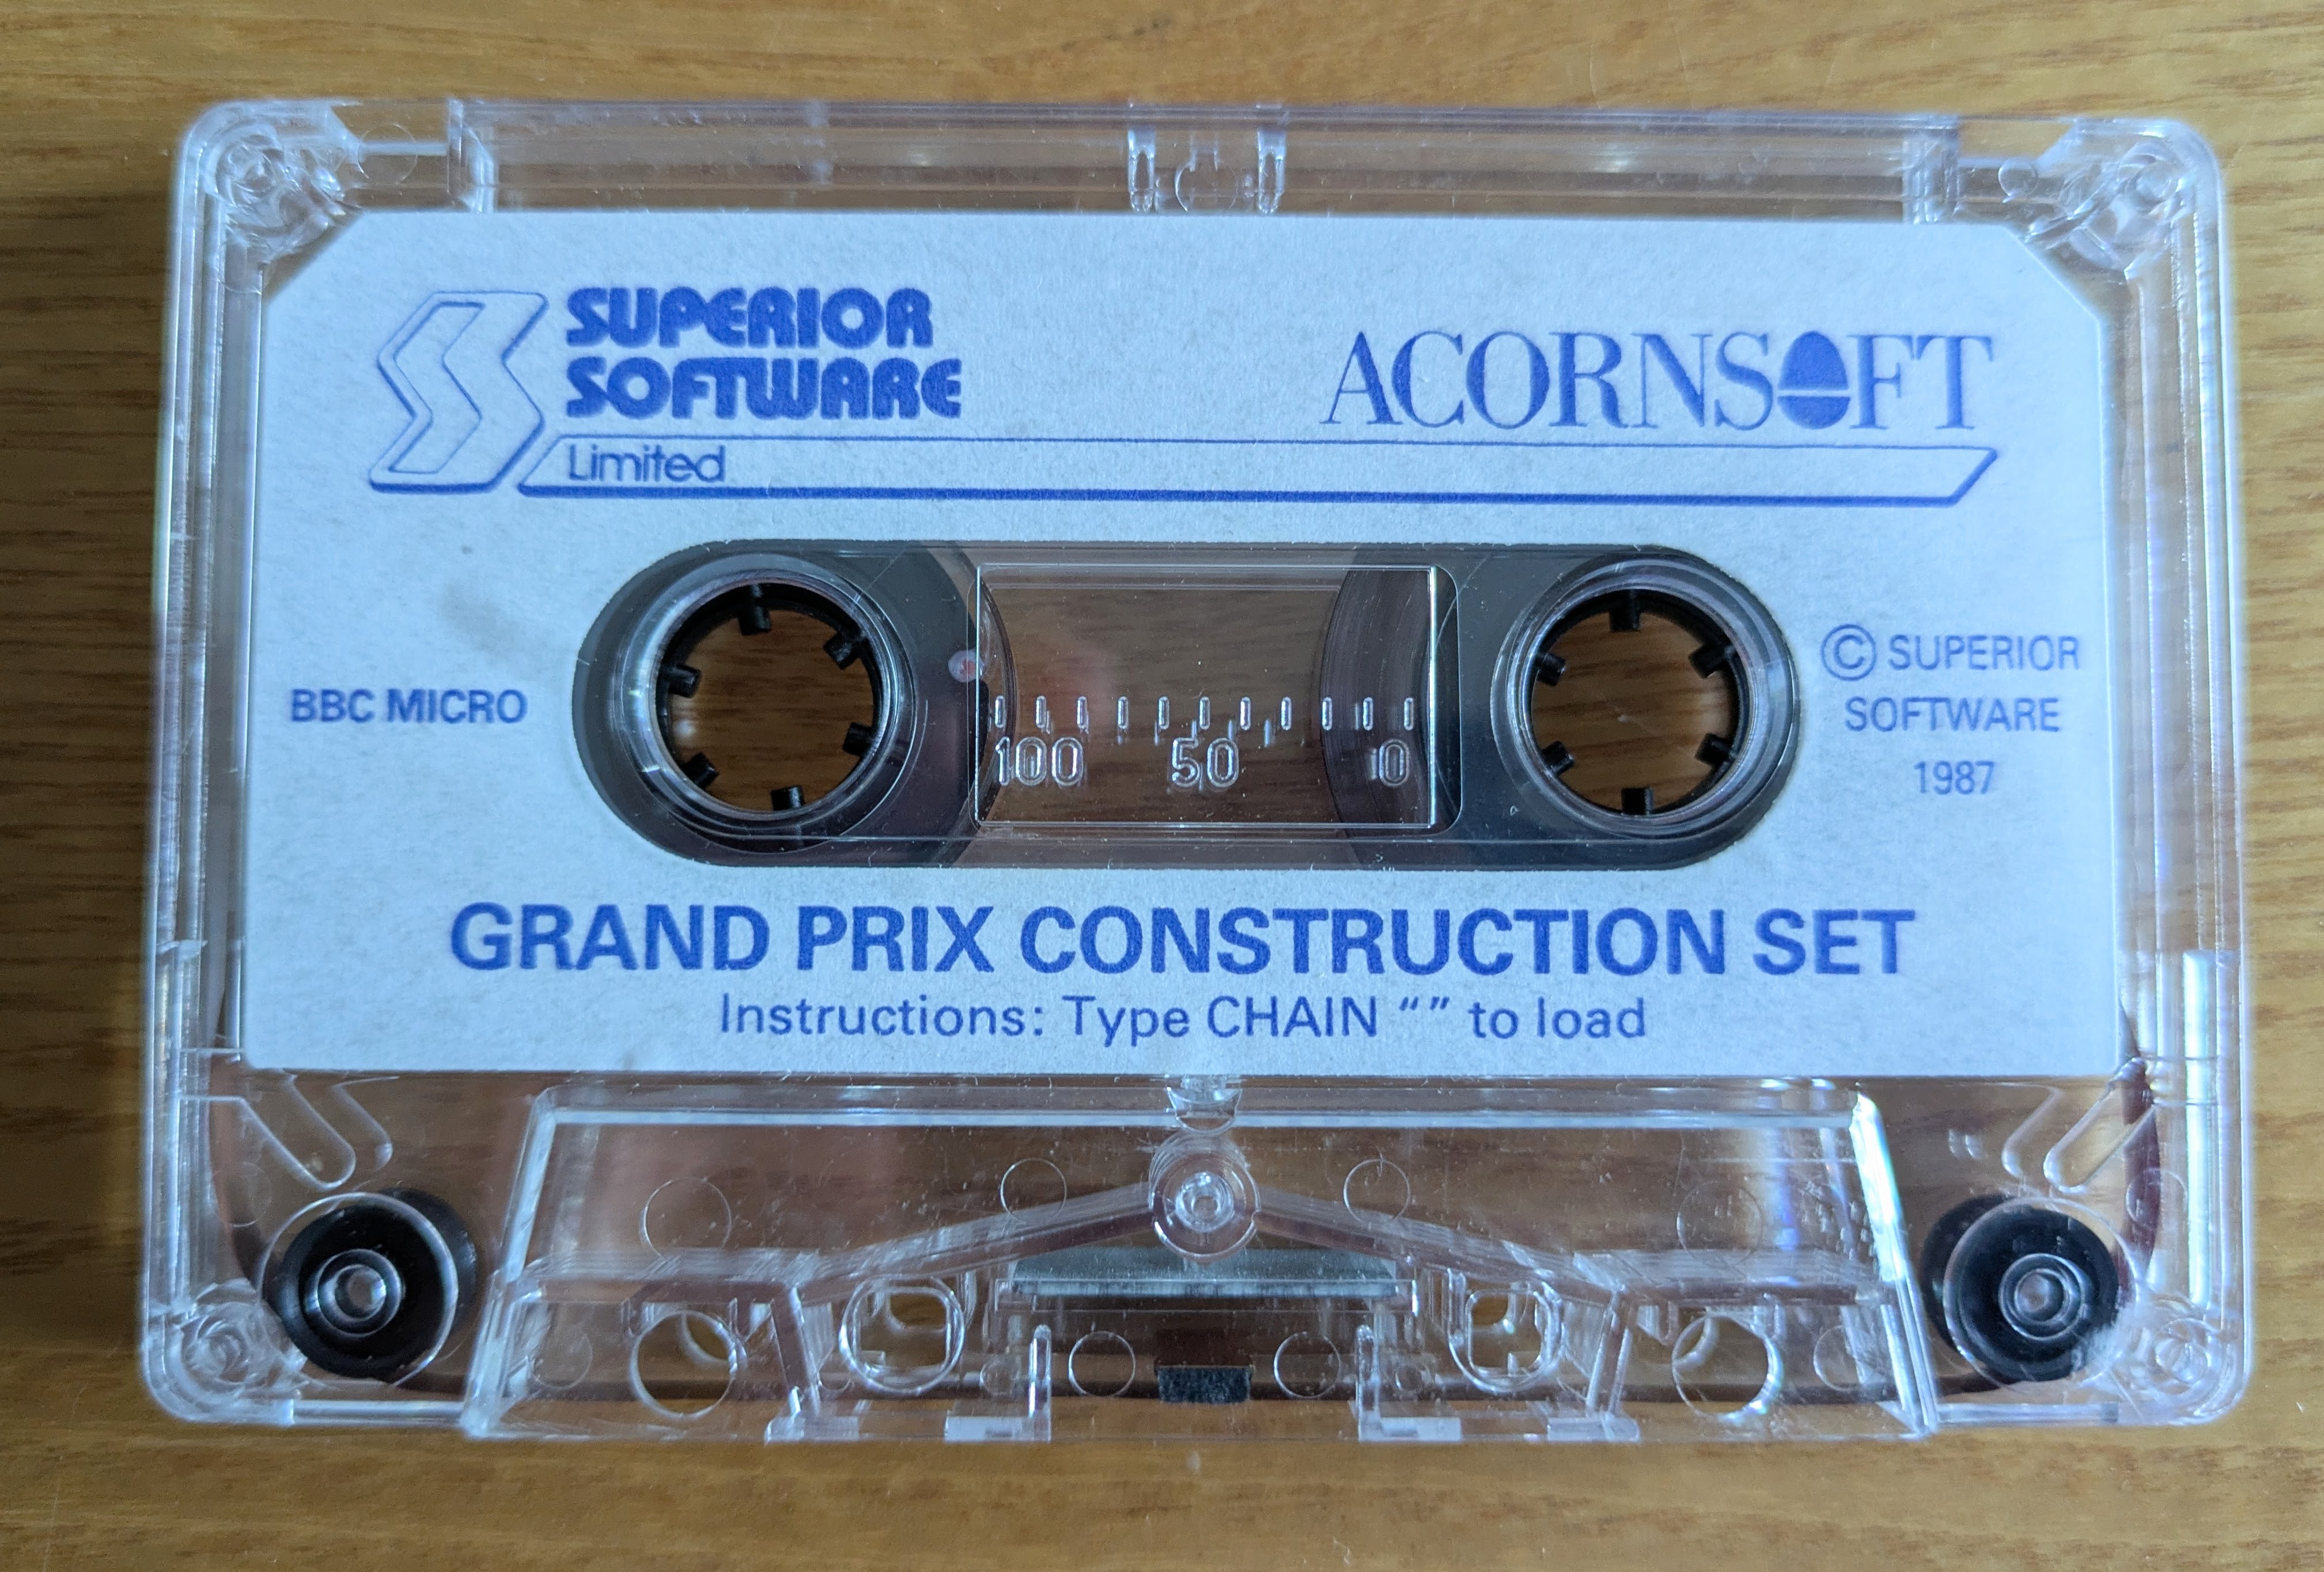 SUPERIOR
SOFTWARE
Limited
ACORNSOFT
BBC MICRO
100 50 0
© SUPERIOR
SOFTWARE
1987
GRAND PRIX CONSTRUCTION SET
Instructions: Type CHAIN “ ” to load